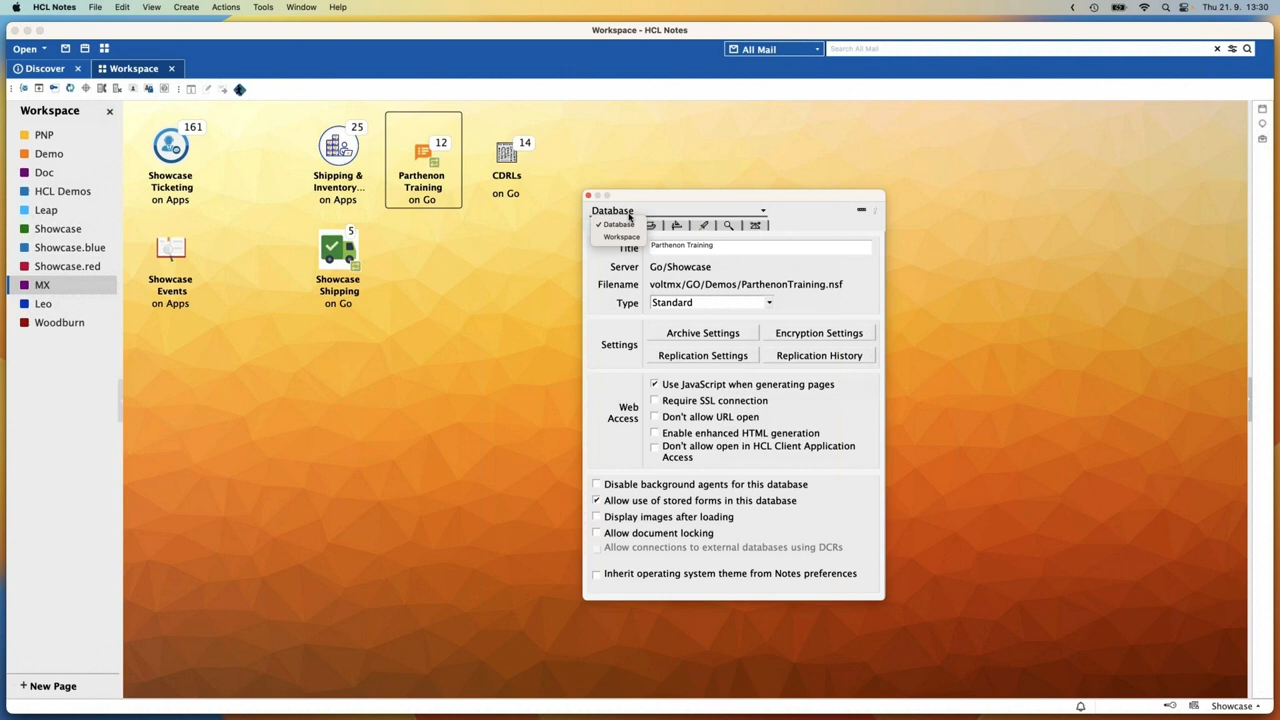 HCL Notes File Edit View Create Actions Tools Window Help Thu 21. 9. 13:30
Workspace - HCL Notes
Open All Mail Search All Mail
Discover Workspace
Workspace
PNP
Demo
Doc
HCL Demos
Leap
Showcase
Showcase.blue
Showcase.red
MX
Leo
Woodburn
+ New Page
161
Showcase
Ticketing
on Apps
25
Shipping &
Inventory...
on Apps
12
Parthenon
Training
on Go
14
CDRLs
on Go
Showcase
Events
on Apps
5
Showcase
Shipping
on Go
Database
Database
Workspace
Title Parthenon Training
Server Go/Showcase
Filename voltmx/GO/Demos/ParthenonTraining.nsf
Type Standard
Settings
Archive Settings Encryption Settings
Replication Settings Replication History
Web
Access
Use JavaScript when generating pages
Require SSL connection
Don't allow URL open
Enable enhanced HTML generation
Don't allow open in HCL Client Application
Access
Disable background agents for this database
Allow use of stored forms in this database
Display images after loading
Allow document locking
Allow connections to external databases using DCRs
Inherit operating system theme from Notes preferences
Showcase